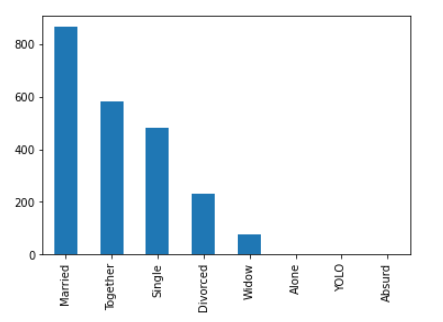 800
600
400
200
0
Married
Together
Single
Divorced
Widow
Alone
YOLO
Absurd